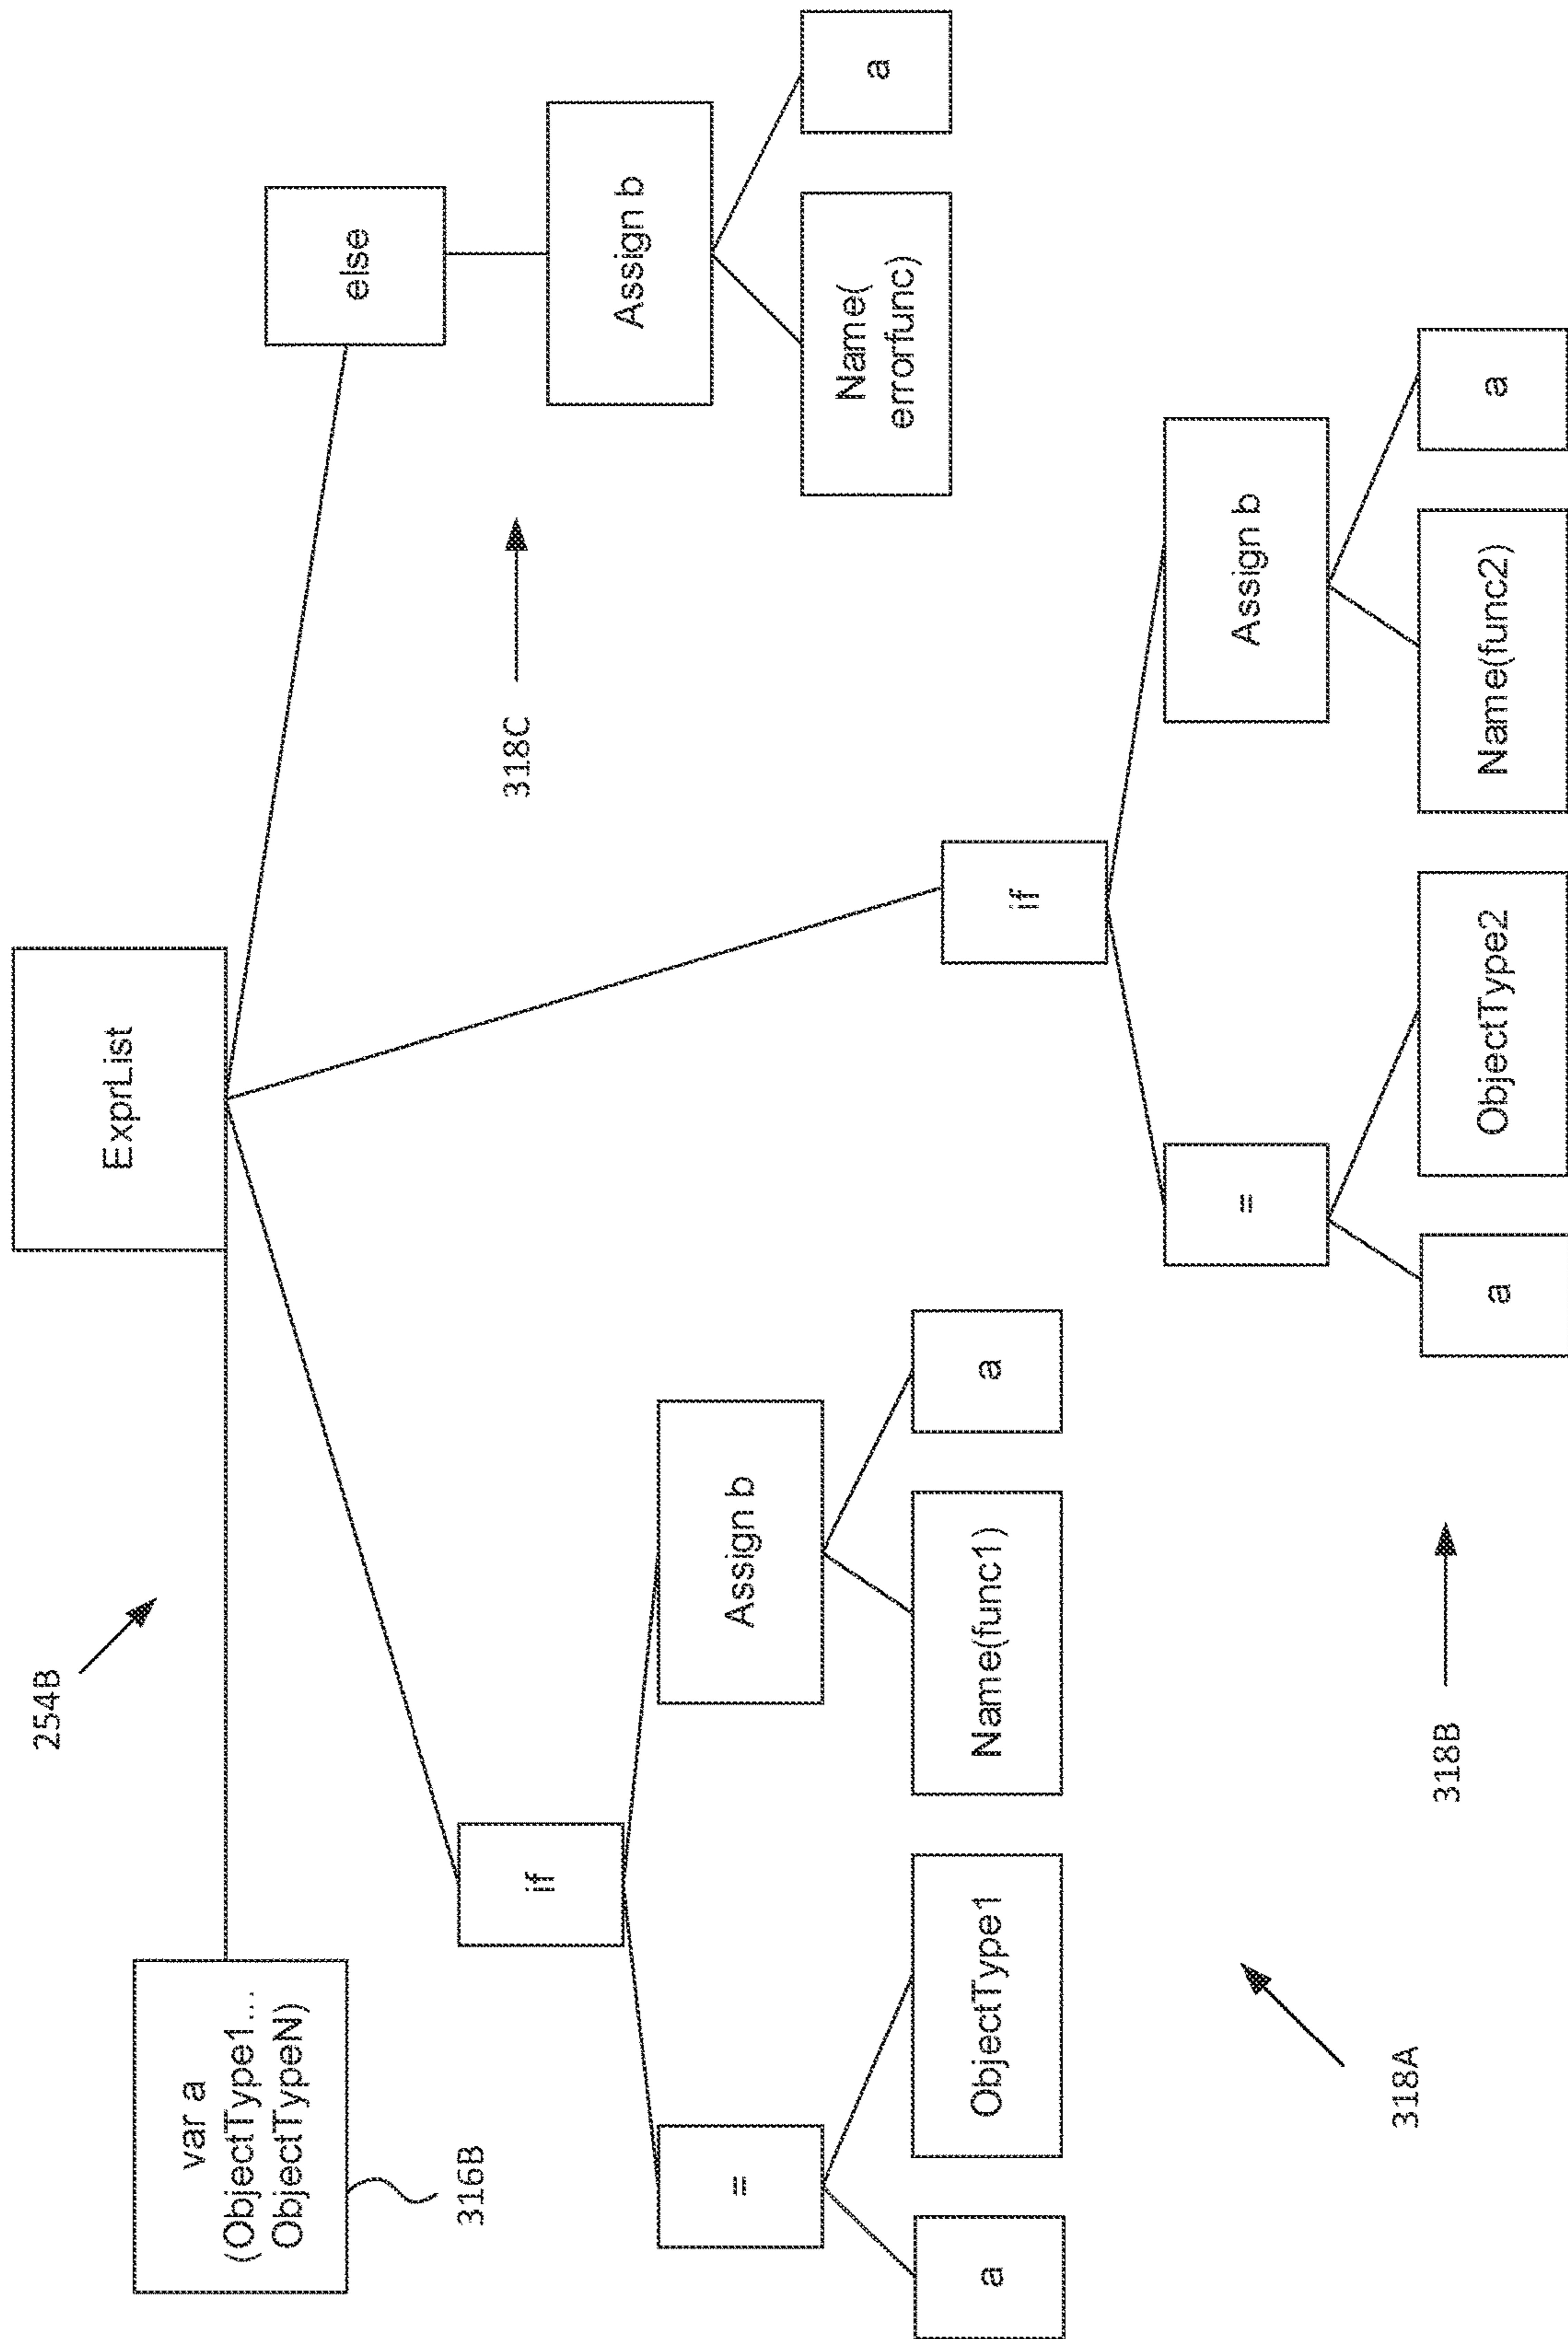 ExprList
254B
var a
(ObjectType1...
ObjectTypeN)
316B
else
Assign b
Name(
errorfunc)
a
318C
if
=
Assign b
a
ObjectType1
Name(func1)
a
318A
if
=
Assign b
a
ObjectType2
Name(func2)
a
318B